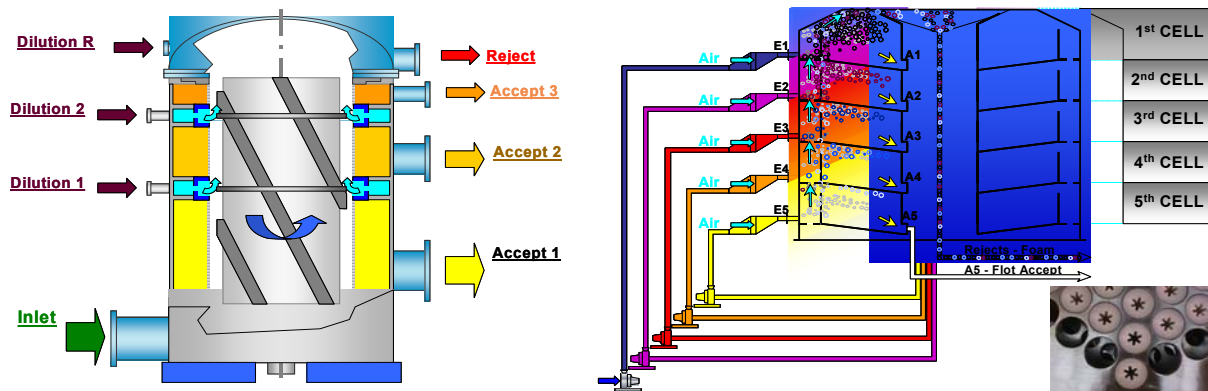 Dilution R
Dilution 2
Dilution 1
Inlet
Reject
Accept 3
Accept 2
Accept 1
Air
Air
Air
Air
Air
E1
E2
E3
E4
E5
A1
A2
A3
A4
A5
1st CELL
2nd CELL
3rd CELL
4th CELL
5th CELL
Rejects - Foam
A5 - Flot Accept